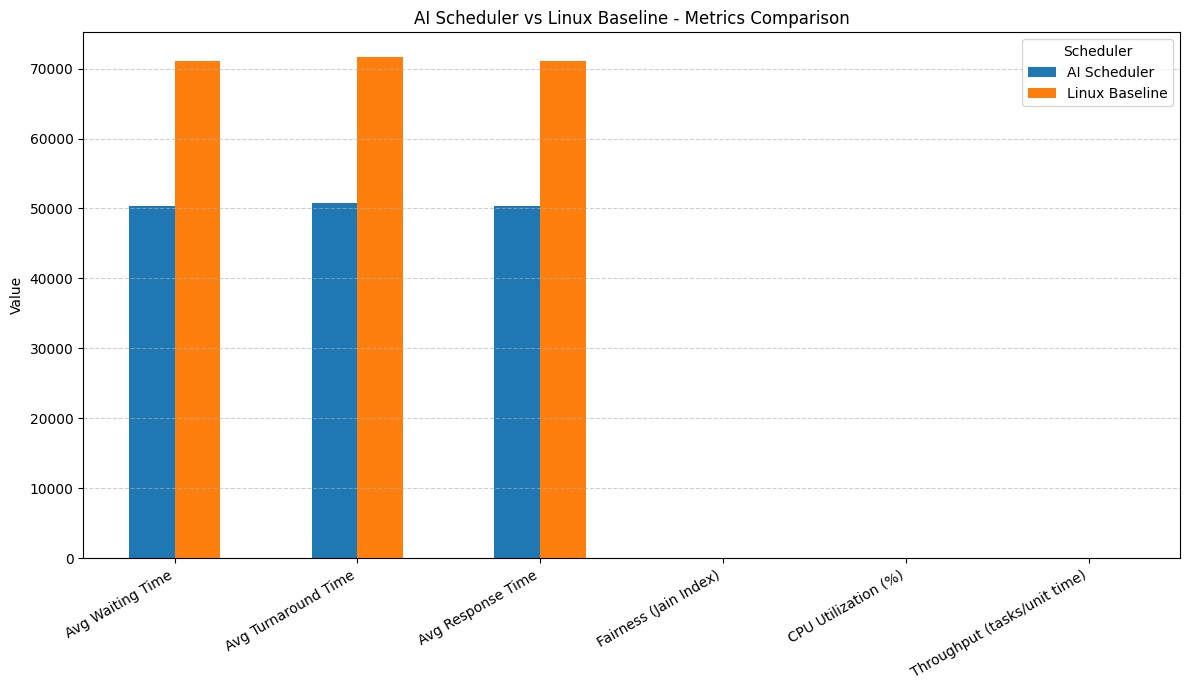 AI Scheduler vs Linux Baseline - Metrics Comparison
Scheduler
AI Scheduler
Linux Baseline
Value
70000
60000
50000
40000
30000
20000
10000
0
Avg Waiting Time
Avg Turnaround Time
Avg Response Time
Fairness (Jain Index)
CPU Utilization (%)
Throughput (tasks/unit time)